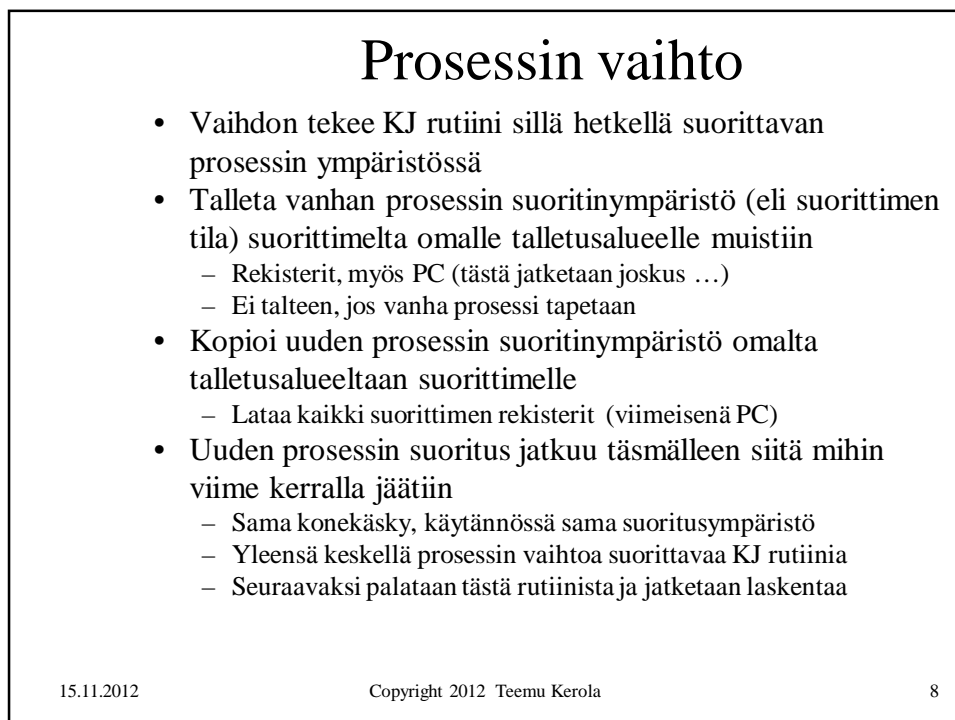 Prosessin vaihto
• Vaihdon tekee KJ rutiini sillä hetkellä suorittavan
prosessin ympäristössä
• Talleta vanhan prosessin suoritinympäristö (eli suorittimen
tila) suorittimelta omalle talletusalueelle muistiin
– Rekisterit, myös PC (tästä jatketaan joskus …)
– Ei talteen, jos vanha prosessi tapetaan
• Kopioi uuden prosessin suoritinympäristö omalta
talletusalueeltaan suorittimelle
– Lataa kaikki suorittimen rekisterit (viimeisenä PC)
• Uuden prosessin suoritus jatkuu täsmälleen siitä mihin
viime kerralla jäätiin
– Sama konekäsky, käytännössä sama suoritusympäristö
– Yleensä keskellä prosessin vaihtoa suorittavaa KJ rutiinia
– Seuraavaksi palataan tästä rutiinista ja jatketaan laskentaa
15.11.2012 Copyright 2012 Teemu Kerola 8